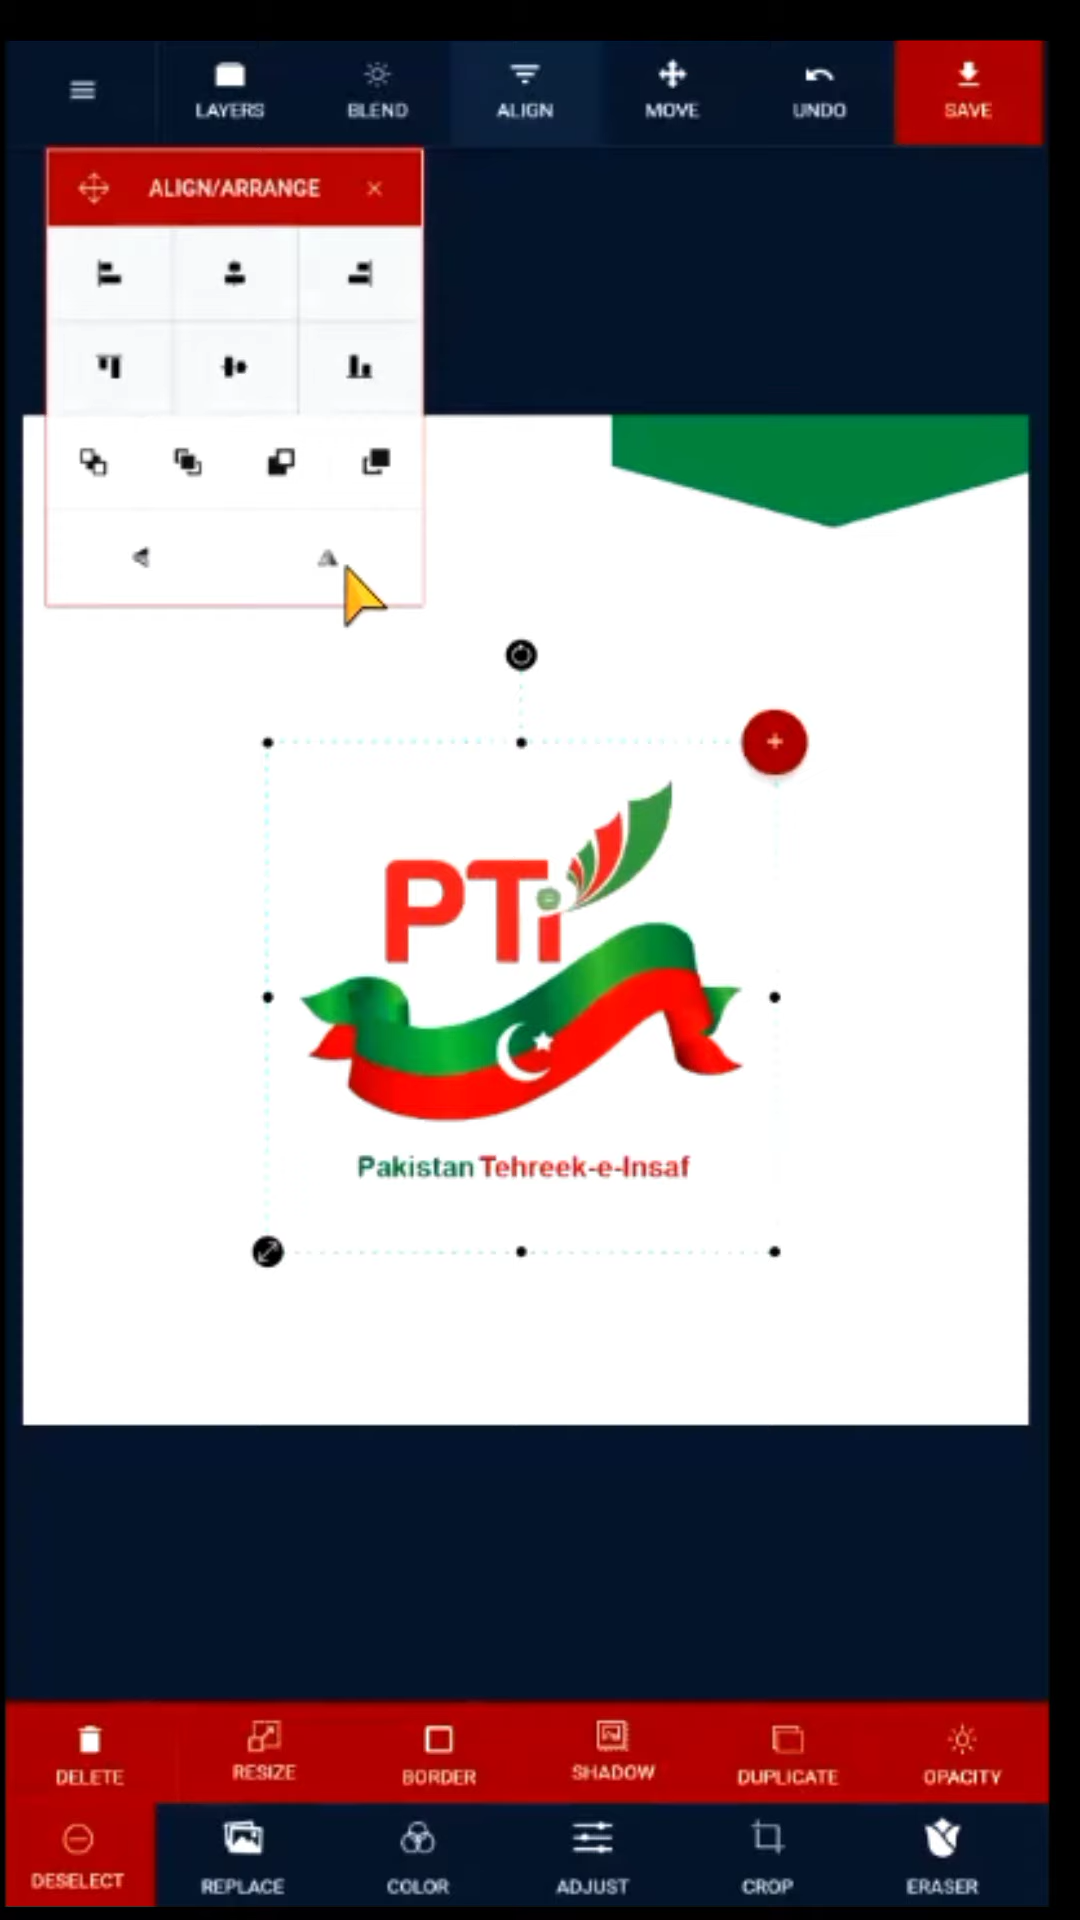 LAYERS
BLEND
ALIGN
MOVE
UNDO
SAVE
ALIGN/ARRANGE
PTi
Pakistan Tehreek-e-Insaf
DELETE
RESIZE
BORDER
SHADOW
DUPLICATE
OPACITY
DESELECT
REPLACE
COLOR
ADJUST
CROP
ERASER